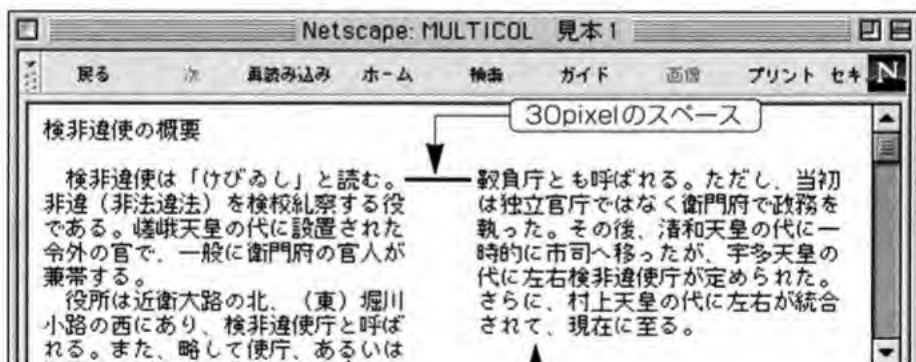 Netscape: MULTICOL 見本1
戻る 次 再読み込み ホーム 検索 ガイド 画像 プリント セキ N
30pixelのスペース
検非違使の概要
検非違使は「けびゐし」と読む。
非違（非法違法）を検校糺察する役
である。嵯峨天皇の代に設置された
令外の官で、一般に衛門府の官人が
兼帯する。
役所は近衛大路の北、（東）堀川
小路の西にあり、検非違使庁と呼ば
れる。また、略して使庁、あるいは
靫負庁とも呼ばれる。ただし、当初
は独立官庁ではなく衛門府で政務を
執った。その後、清和天皇の代に一
時的に市司へ移ったが、宇多天皇の
代に左右検非違使庁が定められた。
さらに、村上天皇の代に左右が統合
されて、現在に至る。